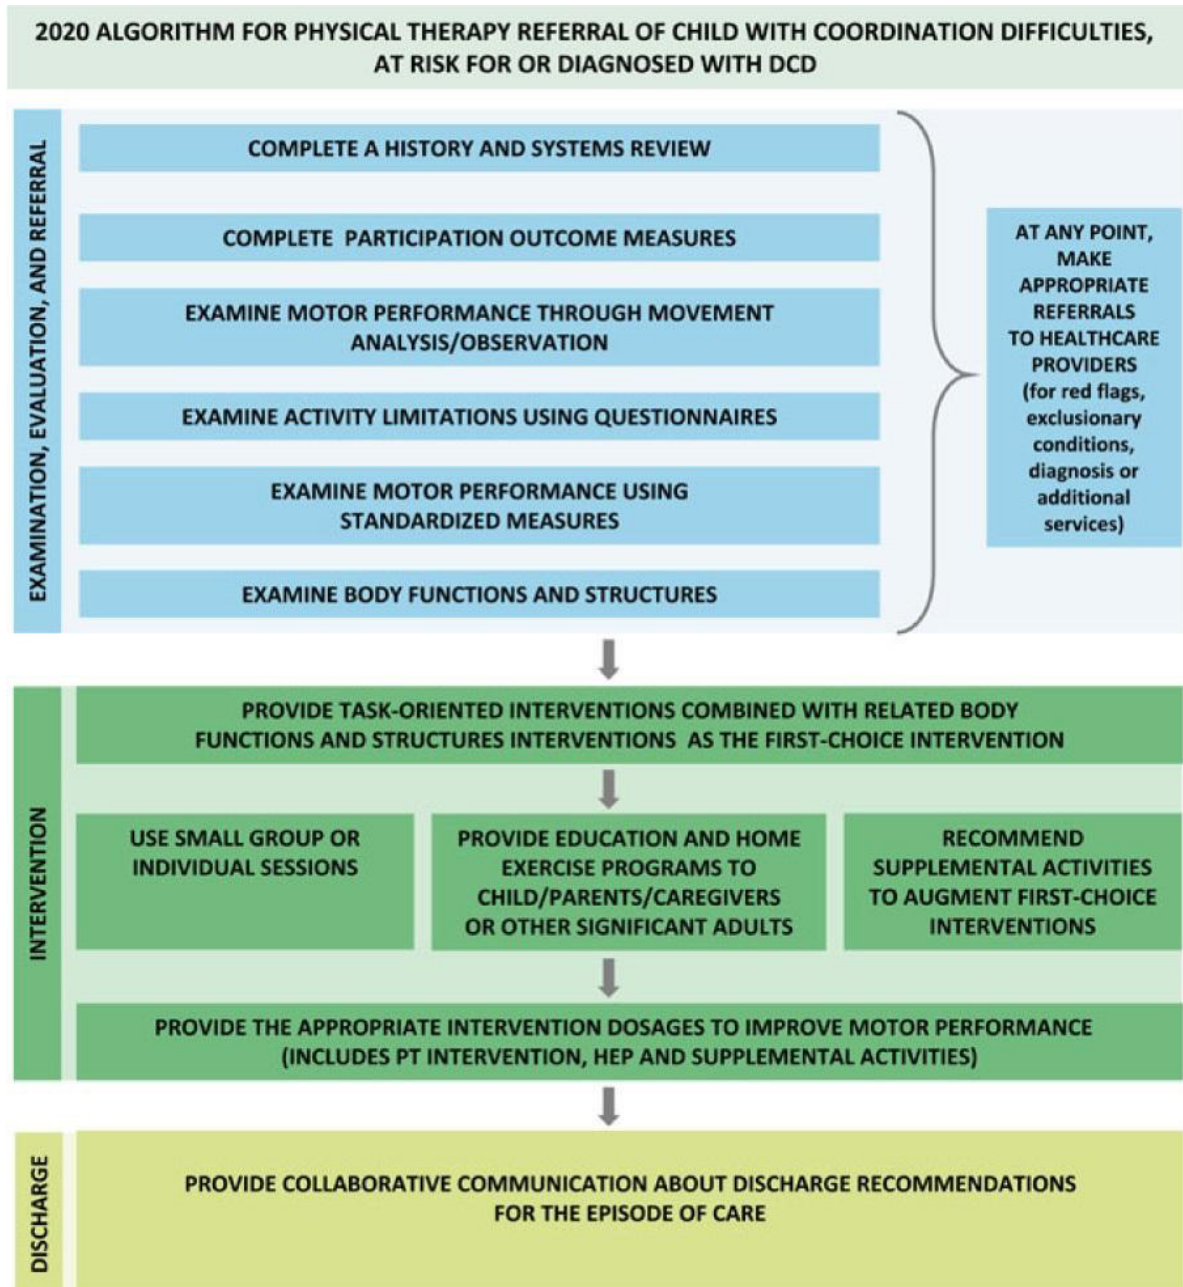 2020 ALGORITHM FOR PHYSICAL THERAPY REFERRAL OF CHILD WITH COORDINATION DIFFICULTIES,
AT RISK FOR OR DIAGNOSED WITH DCD
EXAMINATION, EVALUATION, AND REFERRAL
COMPLETE A HISTORY AND SYSTEMS REVIEW
COMPLETE PARTICIPATION OUTCOME MEASURES
EXAMINE MOTOR PERFORMANCE THROUGH MOVEMENT
ANALYSIS/OBSERVATION
EXAMINE ACTIVITY LIMITATIONS USING QUESTIONNAIRES
EXAMINE MOTOR PERFORMANCE USING
STANDARDIZED MEASURES
EXAMINE BODY FUNCTIONS AND STRUCTURES
AT ANY POINT,
MAKE
APPROPRIATE
REFERRALS
TO HEALTHCARE
PROVIDERS
(for red flags,
exclusionary
conditions,
diagnosis or
additional
services)
INTERVENTION
PROVIDE TASK-ORIENTED INTERVENTIONS COMBINED WITH RELATED BODY
FUNCTIONS AND STRUCTURES INTERVENTIONS AS THE FIRST-CHOICE INTERVENTION
USE SMALL GROUP OR
INDIVIDUAL SESSIONS
PROVIDE EDUCATION AND HOME
EXERCISE PROGRAMS TO
CHILD/PARENTS/CAREGIVERS
OR OTHER SIGNIFICANT ADULTS
RECOMMEND
SUPPLEMENTAL ACTIVITIES
TO AUGMENT FIRST-CHOICE
INTERVENTIONS
PROVIDE THE APPROPRIATE INTERVENTION DOSAGES TO IMPROVE MOTOR PERFORMANCE
(INCLUDES PT INTERVENTION, HEP AND SUPPLEMENTAL ACTIVITIES)
DISCHARGE
PROVIDE COLLABORATIVE COMMUNICATION ABOUT DISCHARGE RECOMMENDATIONS
FOR THE EPISODE OF CARE